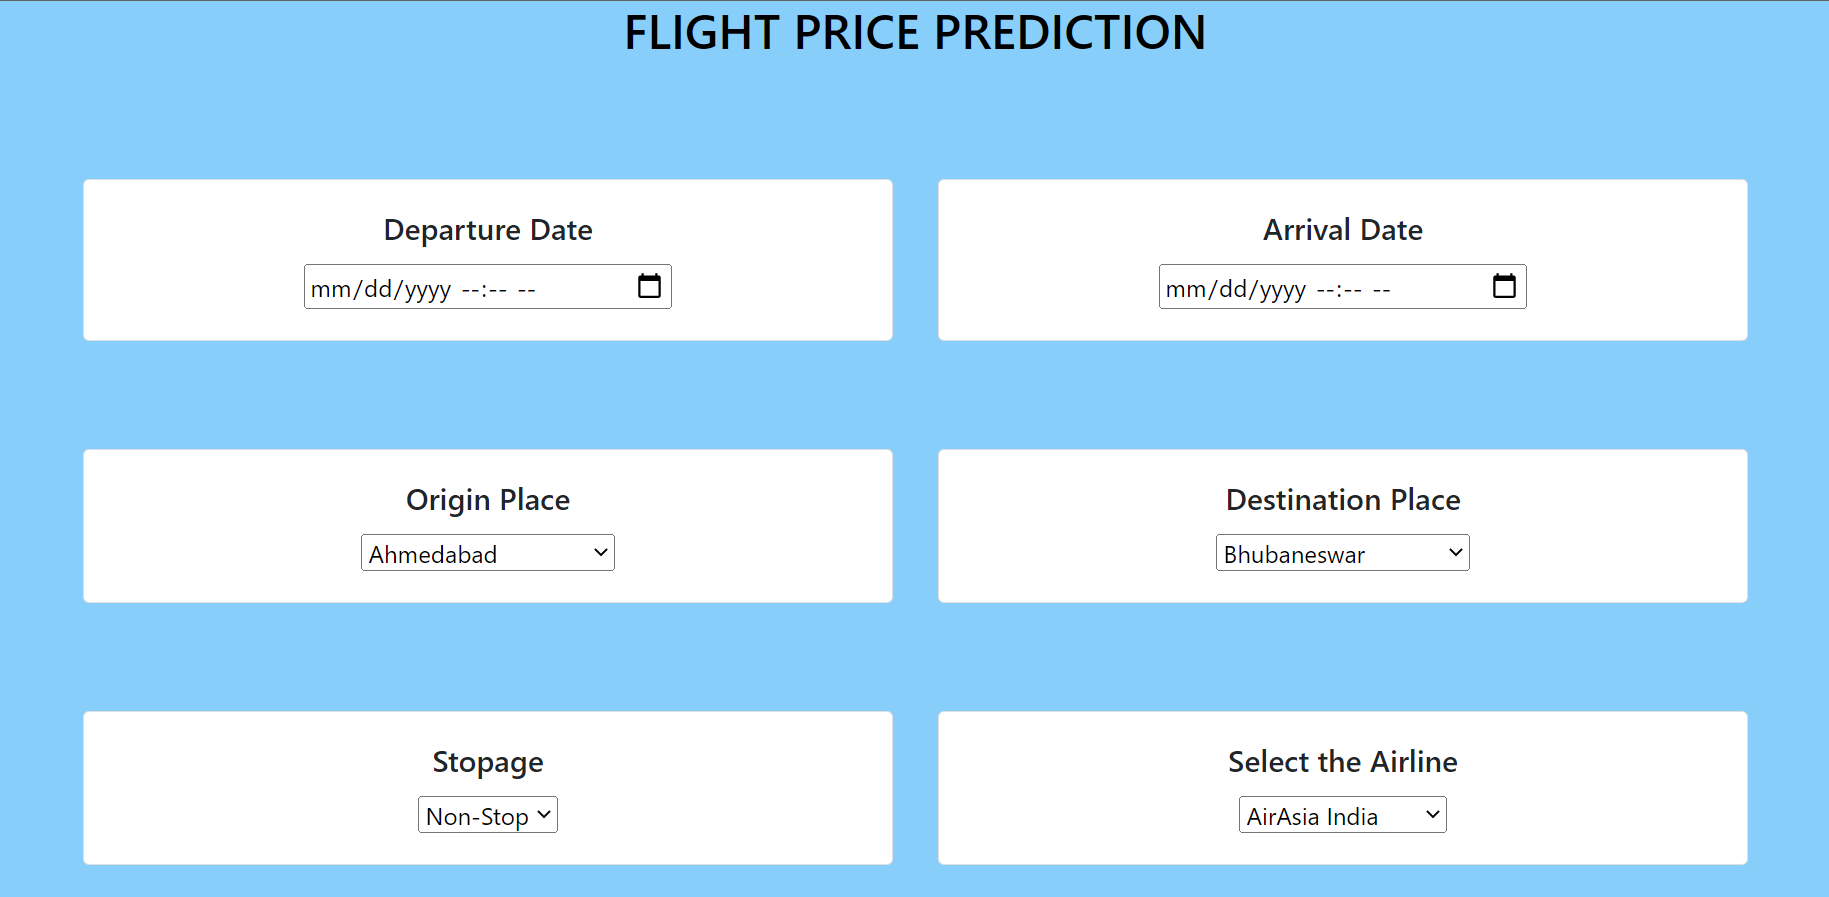 FLIGHT PRICE PREDICTION
Departure Date
mm/dd/yyyy --:-- --
Arrival Date
mm/dd/yyyy --:-- --
Origin Place
Ahmedabad
Destination Place
Bhubaneswar
Stopage
Non-Stop
Select the Airline
AirAsia India